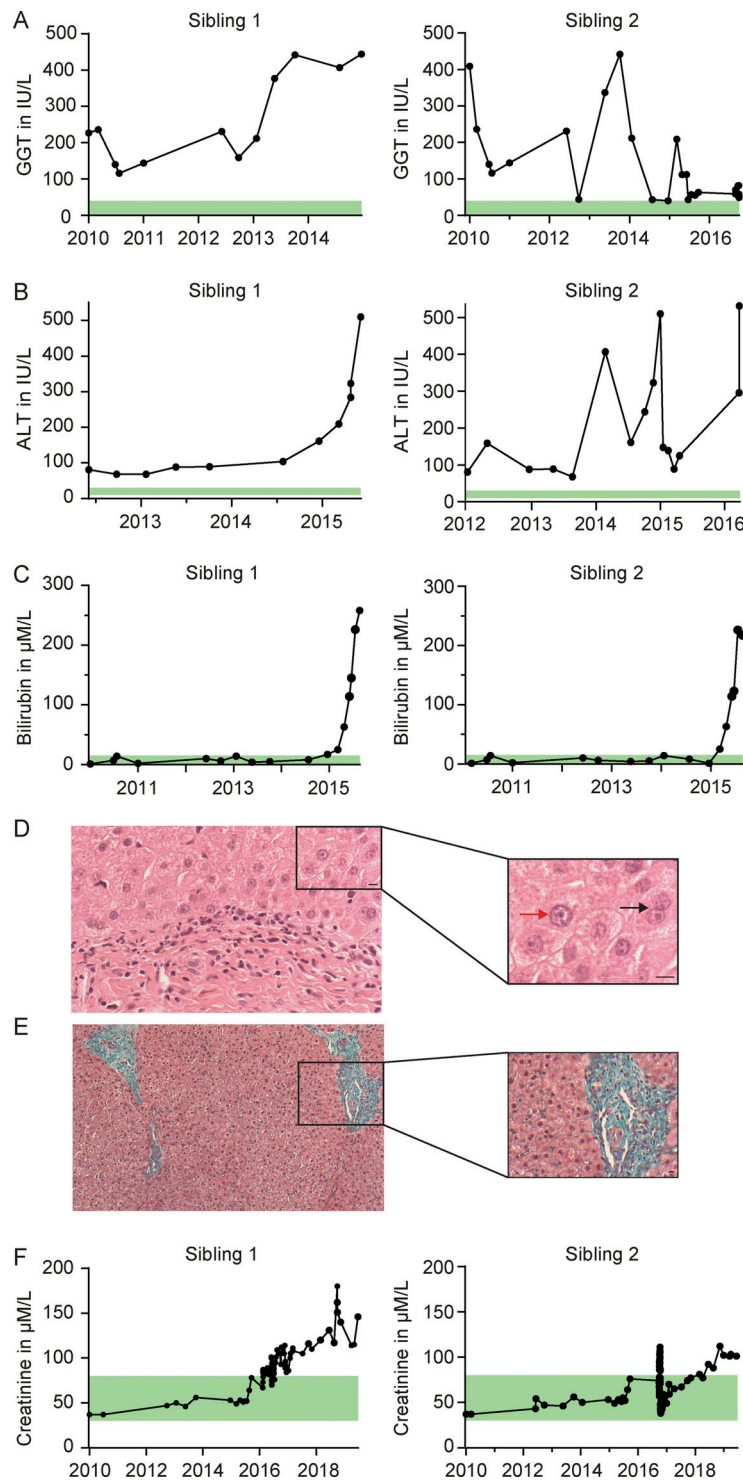 A
Sibling 1
Sibling 2
GGT in IU/L
500
400
300
200
100
0
2010 2011 2012 2013 2014
GGT in IU/L
500
400
300
200
100
0
2010 2012 2014 2016
B
Sibling 1
Sibling 2
ALT in IU/L
500
400
300
200
100
0
2013 2014 2015
ALT in IU/L
500
400
300
200
100
0
2012 2013 2014 2015 2016
C
Sibling 1
Sibling 2
Bilirubin in µM/L
300
200
100
0
2011 2013 2015
Bilirubin in µM/L
300
200
100
0
2011 2013 2015
D
E
F
Sibling 1
Sibling 2
Creatinine in µM/L
200
150
100
50
0
2010 2012 2014 2016 2018
Creatinine in µM/L
200
150
100
50
0
2010 2012 2014 2016 2018